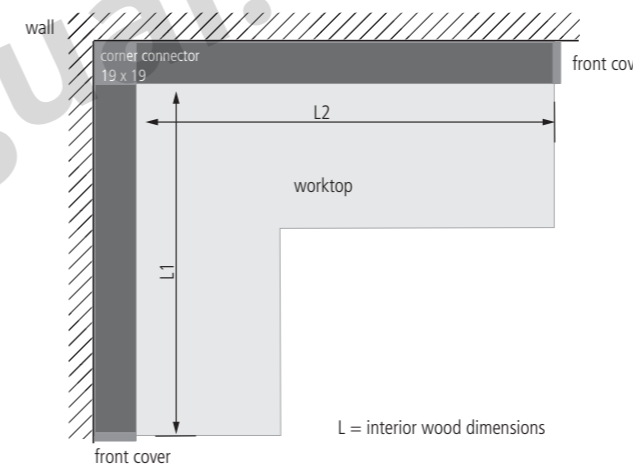 wall
corner connector
19 x 19
front cov
L2
worktop
L1
L = interior wood dimensions
front cover